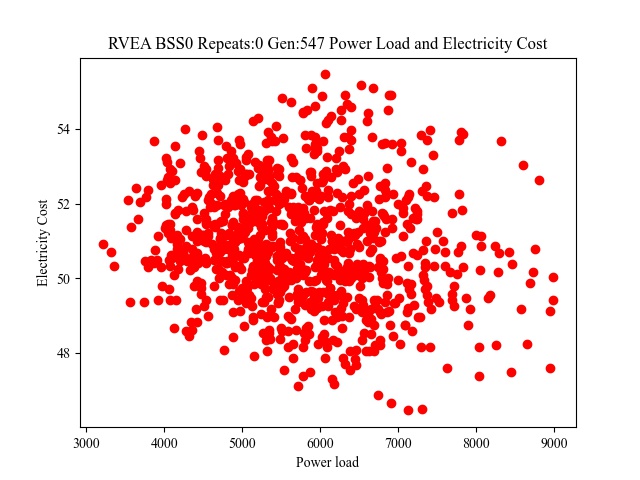 RVEA BSS0 Repeats:0 Gen:547 Power Load and Electricity Cost
54
52
50
48
Electricity Cost
3000 4000 5000 6000 7000 8000 9000
Power load